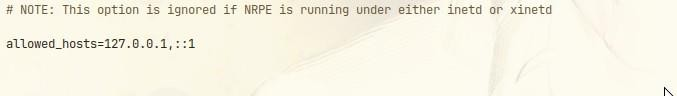 # NOTE: This option is ignored if NRPE is running under either inetd or xinetd
allowed_hosts=127.0.0.1,::1